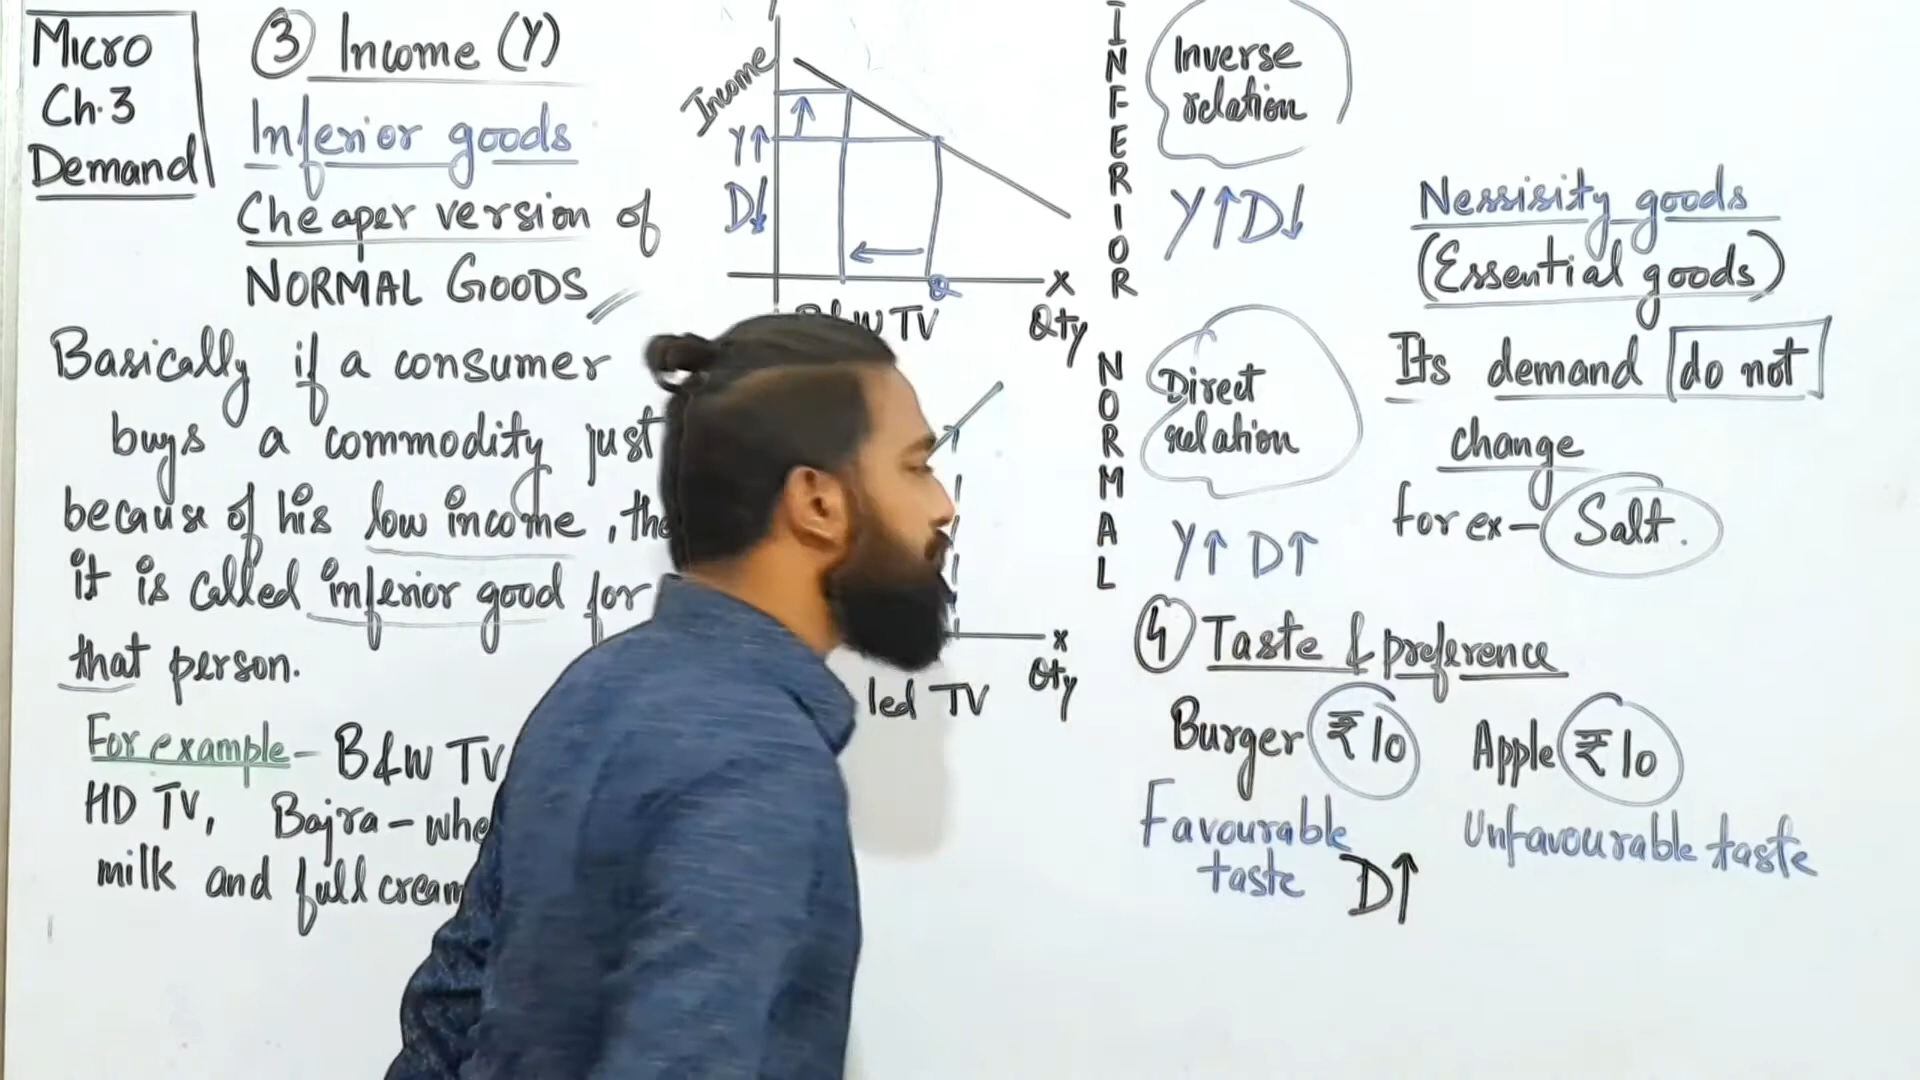 Micro
Ch.3
Demand
③ Income (Y)
Inferior goods
Cheaper version of
NORMAL GOODS
Basically if a consumer
buys a commodity just
because of his low income, the
it is called inferior good for
that person.
For example - B&W TV
HD TV, Bajra - whe
milk and full cream
Income
Y↑
D↓
X
Qty
TV
X
Qty
led TV
INFERIOR
Inverse
relation
Y↑D↓
NORMAL
Direct
relation
Y↑ D↑
Nessisity goods
(Essential goods)
Its demand do not
change
for ex- Salt.
④ Taste & preference
Burger ₹10 Apple ₹10
Favourable
taste D↑
Unfavourable taste